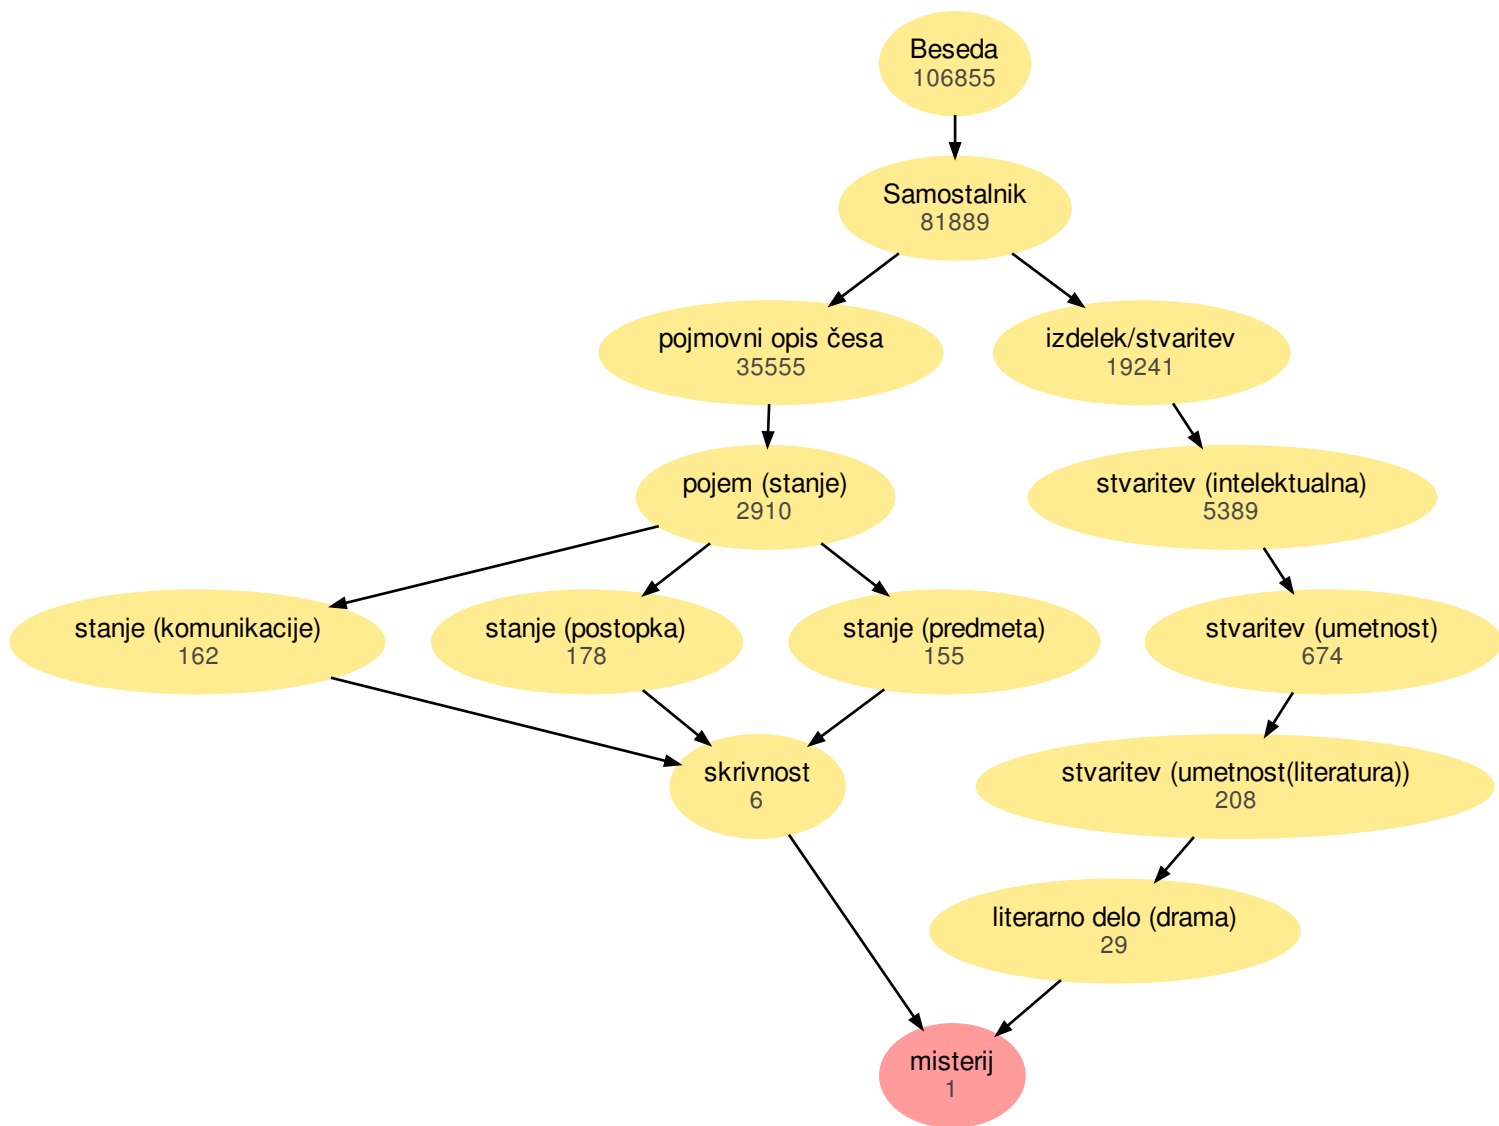 Beseda
106855
Samostalnik
81889
pojmovni opis česa
35555
izdelek/stvaritev
19241
pojem (stanje)
2910
stvaritev (intelektualna)
5389
stanje (komunikacije)
162
stanje (postopka)
178
stanje (predmeta)
155
stvaritev (umetnost)
674
skrivnost
6
stvaritev (umetnost(literatura))
208
literarno delo (drama)
29
misterij
1